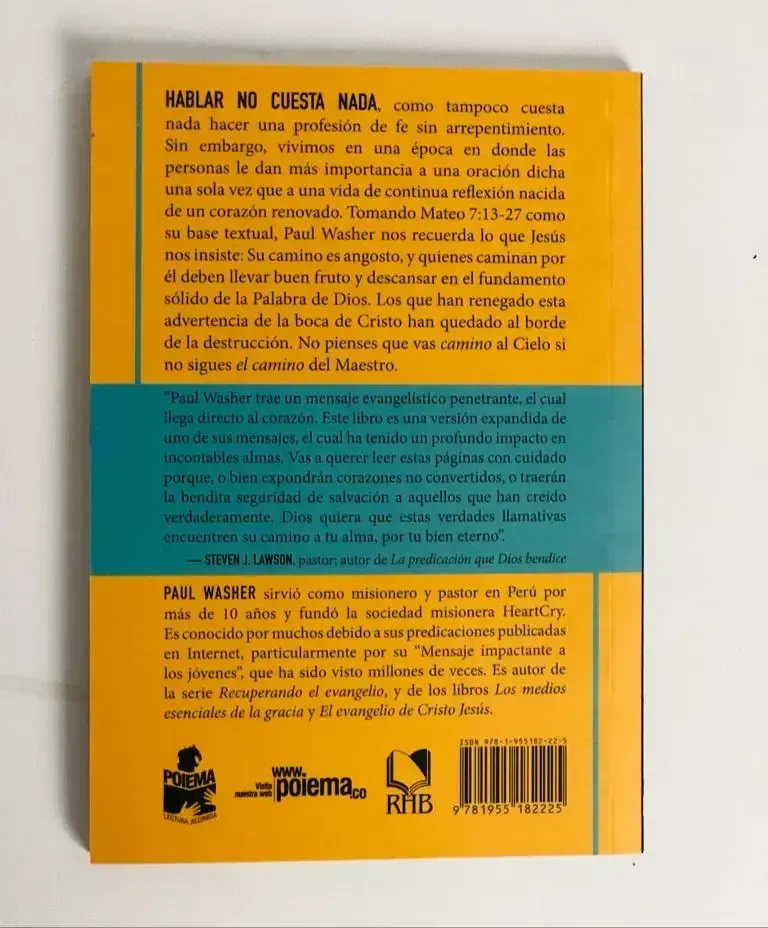 HABLAR NO CUESTA NADA, como tampoco cuesta
nada hacer una profesión de fe sin arrepentimiento.
Sin embargo, vivimos en una época en donde las
personas le dan más importancia a una oración dicha
una sola vez que a una vida de continua reflexión nacida
de un corazón renovado. Tomando Mateo 7:13-27 como
su base textual, Paul Washer nos recuerda lo que Jesús
nos insiste: Su camino es angosto, y quienes caminan por
él deben llevar buen fruto y descansar en el fundamento
sólido de la Palabra de Dios. Los que han renegado esta
advertencia de la boca de Cristo han quedado al borde
de la destrucción. No pienses que vas camino al Cielo si
no sigues el camino del Maestro.
“Paul Washer trae un mensaje evangelístico penetrante, el cual
llega directo al corazón. Este libro es una versión expandida de
uno de sus mensajes, el cual ha tenido un profundo impacto en
incontables almas. Vas a querer leer estas páginas con cuidado
porque, o bien expondrán corazones no convertidos, o traerán
la bendita seguridad de salvación a aquellos que han creído
verdaderamente. Dios quiera que estas verdades llamativas
encuentren su camino a tu alma, por tu bien eterno”.
— STEVEN J. LAWSON, pastor; autor de La predicación que Dios bendice
PAUL WASHER sirvió como misionero y pastor en Perú por
más de 10 años y fundó la sociedad misionera HeartCry.
Es conocido por muchos debido a sus predicaciones publicadas
en Internet, particularmente por su “Mensaje impactante a
los jóvenes”, que ha sido visto millones de veces. Es autor de
la serie Recuperando el evangelio, y de los libros Los medios
esenciales de la gracia y El evangelio de Cristo Jesús.
POIEMA
LECTURA REDIMIDA
Visita
nuestra web
www.
poiema.co
RHB
ISBN 978-1-955182-22-5
9 781955 182225